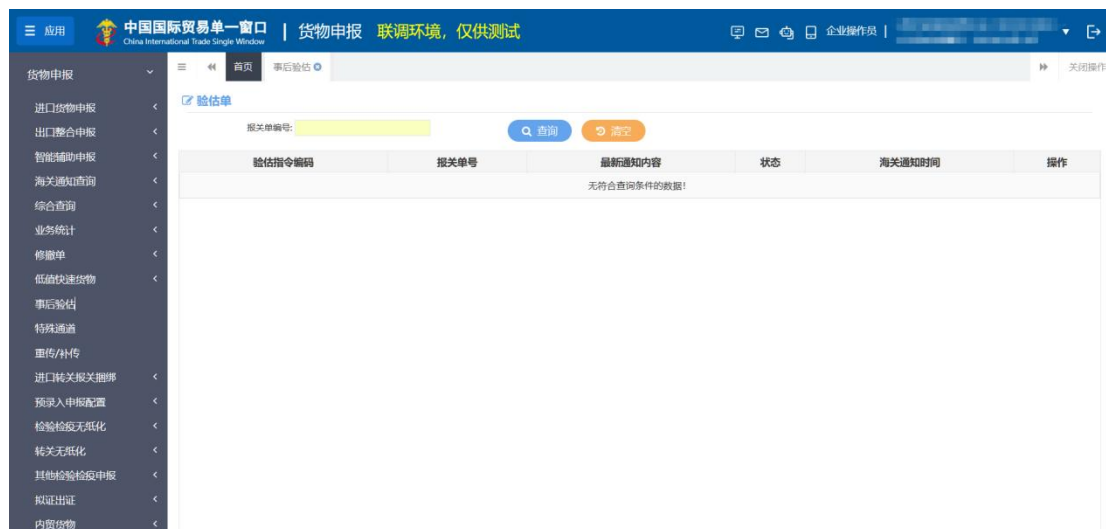 应用
中国国际贸易单一窗口
China International Trade Single Window
货物申报 联调环境，仅供测试
企业操作员
货物申报
首页 事后验估 关闭操作
进口货物申报
出口整合申报
智能辅助申报
海关通知查询
综合查询
业务统计
修撤单
低值快速货物
事后验估
特殊通道
重传/补传
进口转关报关捆绑
预录入申报配置
检验检疫无纸化
转关无纸化
其他检验检疫申报
拟证出证
内贸货物
验估单
报关单编号: 查询 清空
验估指令编码 报关单号 最新通知内容 状态 海关通知时间 操作
无符合查询条件的数据!